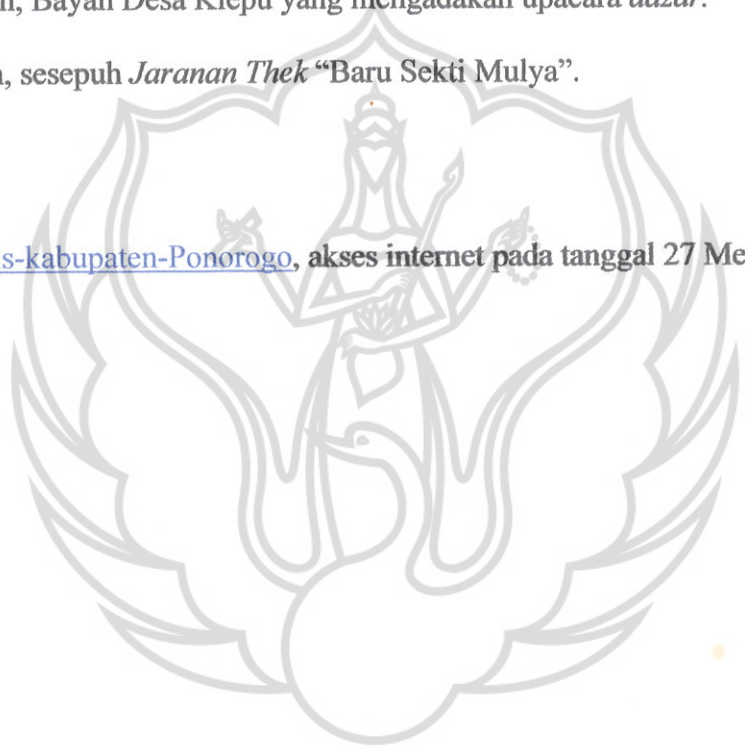 Bayan Desa Klepu yang mengadakan upacara
sesepuh Jaranan Thek “Baru Sekti Mulya”.
s-kabupaten-Ponorogo, akses internet pada tanggal 27 Me